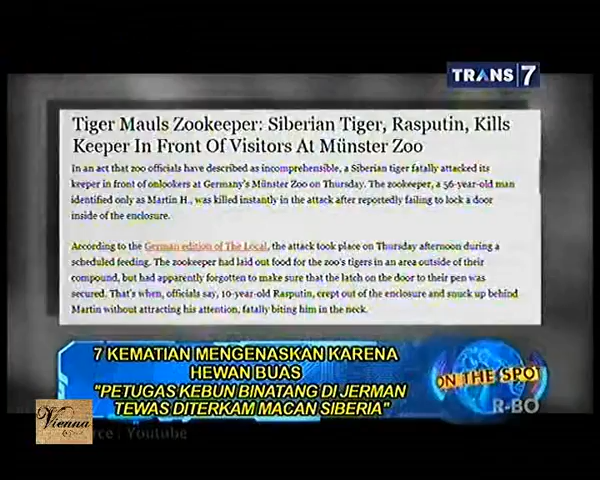 TRANS 7
Tiger Mauls Zookeeper: Siberian Tiger, Rasputin, Kills
Keeper In Front Of Visitors At Münster Zoo
In an act that zoo officials have described as incomprehensible, a Siberian tiger fatally attacked its
keeper in front of onlookers at Germany's Münster Zoo on Thursday. The zookeeper, a 56-year-old man
identified only as Martin H., was killed instantly in the attack after reportedly failing to lock a door
inside of the enclosure.
According to the German edition of The Local, the attack took place on Thursday afternoon during a
scheduled feeding. The zookeeper had laid out food for the zoo's tigers in an area outside of their
compound, but had apparently forgotten to make sure that the latch on the door to their pen was
secured. That's when, officials say, 10-year-old Rasputin, crept out of the enclosure and snuck up behind
Martin without attracting his attention, fatally biting him in the neck.
7 KEMATIAN MENGENASKAN KARENA
HEWAN BUAS
"PETUGAS KEBUN BINATANG DI JERMAN
TEWAS DITERKAM MACAN SIBERIA"
ON THE SPOT
R-BO
Vienna
rce : Youtube